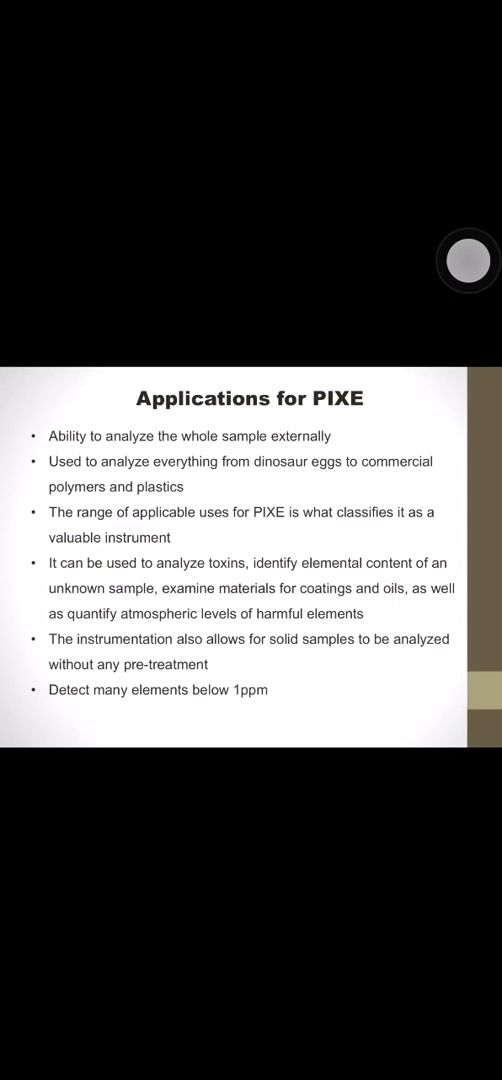 Applications for PIXE
• Ability to analyze the whole sample externally
• Used to analyze everything from dinosaur eggs to commercial
polymers and plastics
• The range of applicable uses for PIXE is what classifies it as a
valuable instrument
• It can be used to analyze toxins, identify elemental content of an
unknown sample, examine materials for coatings and oils, as well
as quantify atmospheric levels of harmful elements
• The instrumentation also allows for solid samples to be analyzed
without any pre-treatment
• Detect many elements below 1ppm